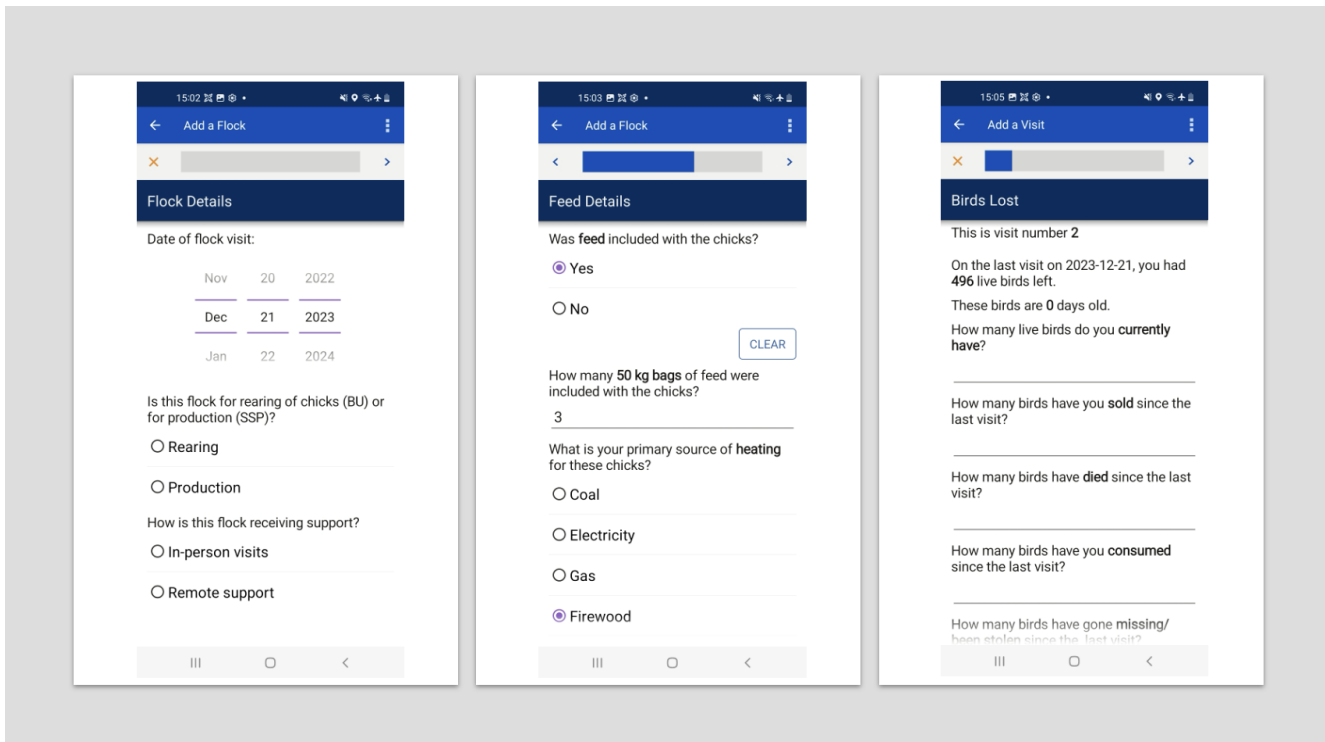 15:02
Add a Flock
Flock Details
Date of flock visit:
Nov 20 2022
Dec 21 2023
Jan 22 2024
Is this flock for rearing of chicks (BU) or
for production (SSP)?
Rearing
Production
How is this flock receiving support?
In-person visits
Remote support
15:03
Add a Flock
Feed Details
Was feed included with the chicks?
Yes
No
CLEAR
How many 50 kg bags of feed were
included with the chicks?
3
What is your primary source of heating
for these chicks?
Coal
Electricity
Gas
Firewood
15:05
Add a Visit
Birds Lost
This is visit number 2
On the last visit on 2023-12-21, you had
496 live birds left.
These birds are 0 days old.
How many live birds do you currently
have?
How many birds have you sold since the
last visit?
How many birds have died since the last
visit?
How many birds have you consumed
since the last visit?
How many birds have gone missing/
been stolen since the last visit?